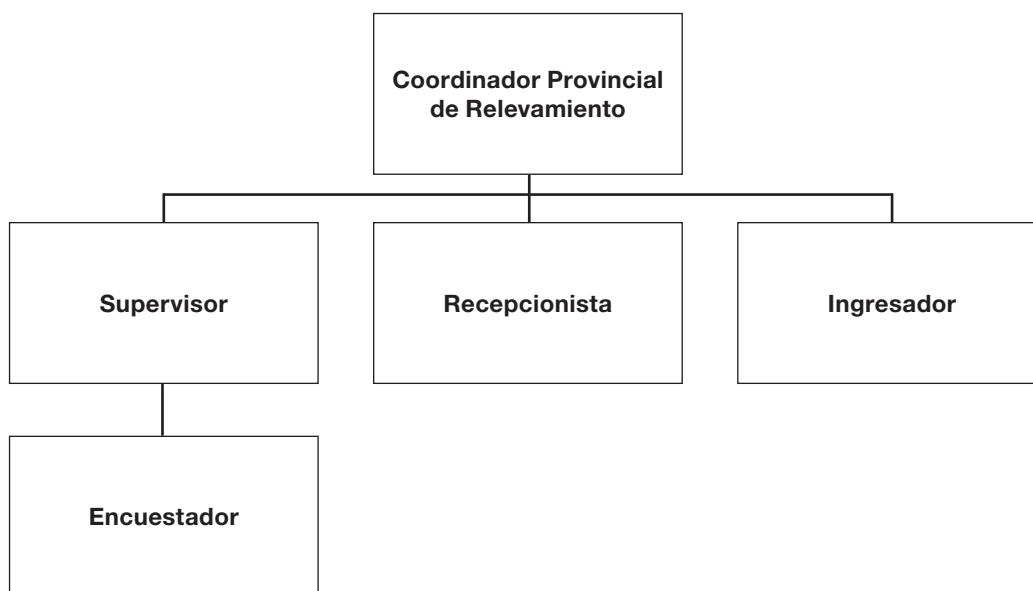 Coordinador Provincial
de Relevamiento
Supervisor
Recepcionista
Ingresador
Encuestador